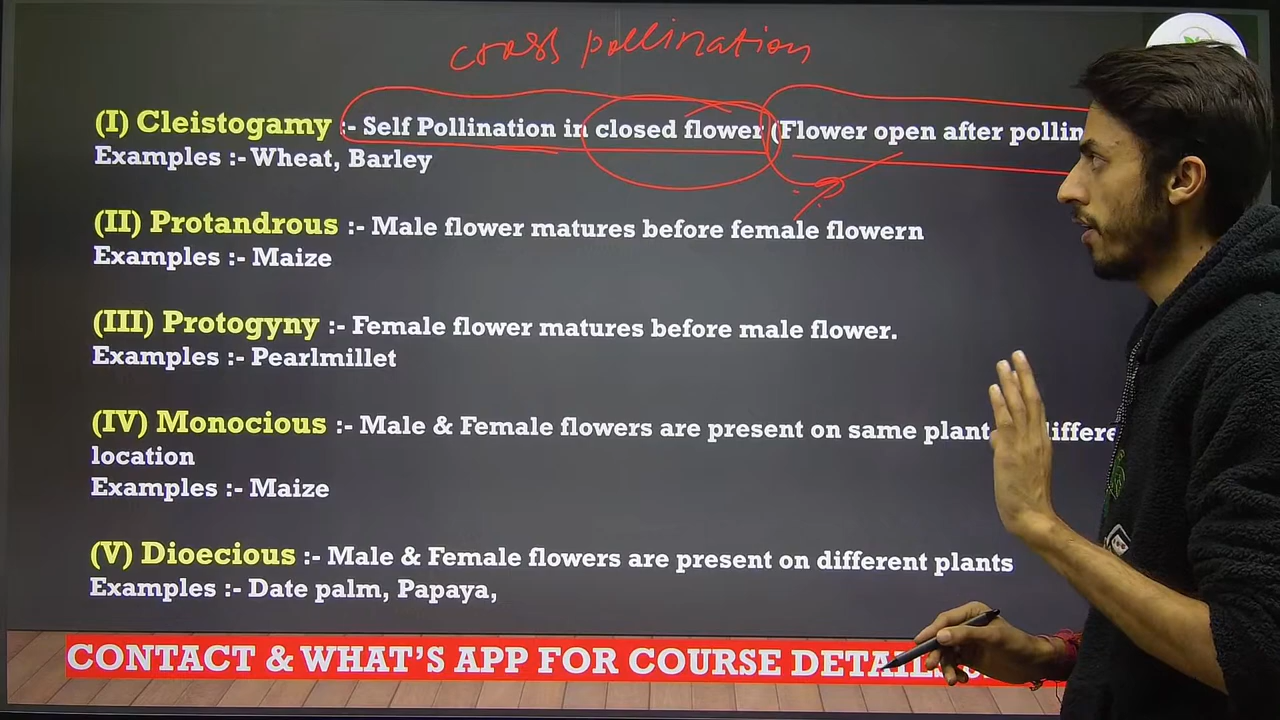 cross pollination
(I) Cleistogamy :- Self Pollination in closed flower (Flower open after pollin
Examples :- Wheat, Barley
(II) Protandrous :- Male flower matures before female flowern
Examples :- Maize
(III) Protogyny :- Female flower matures before male flower.
Examples :- Pearlmillet
(IV) Monocious :- Male & Female flowers are present on same plant differe
location
Examples :- Maize
(V) Dioecious :- Male & Female flowers are present on different plants
Examples :- Date palm, Papaya,
CONTACT & WHAT'S APP FOR COURSE DETAILS